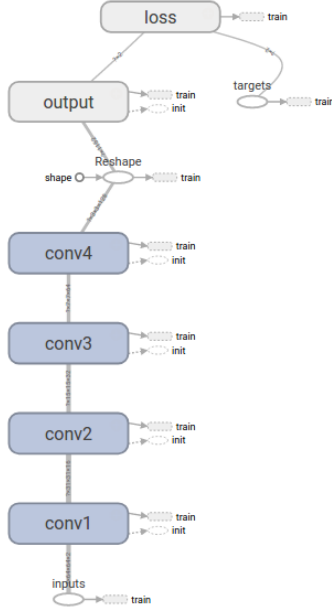 loss
train
targets
train
output
train
init
Reshape
shape
train
conv4
train
init
conv3
train
init
conv2
train
init
conv1
train
init
inputs
train